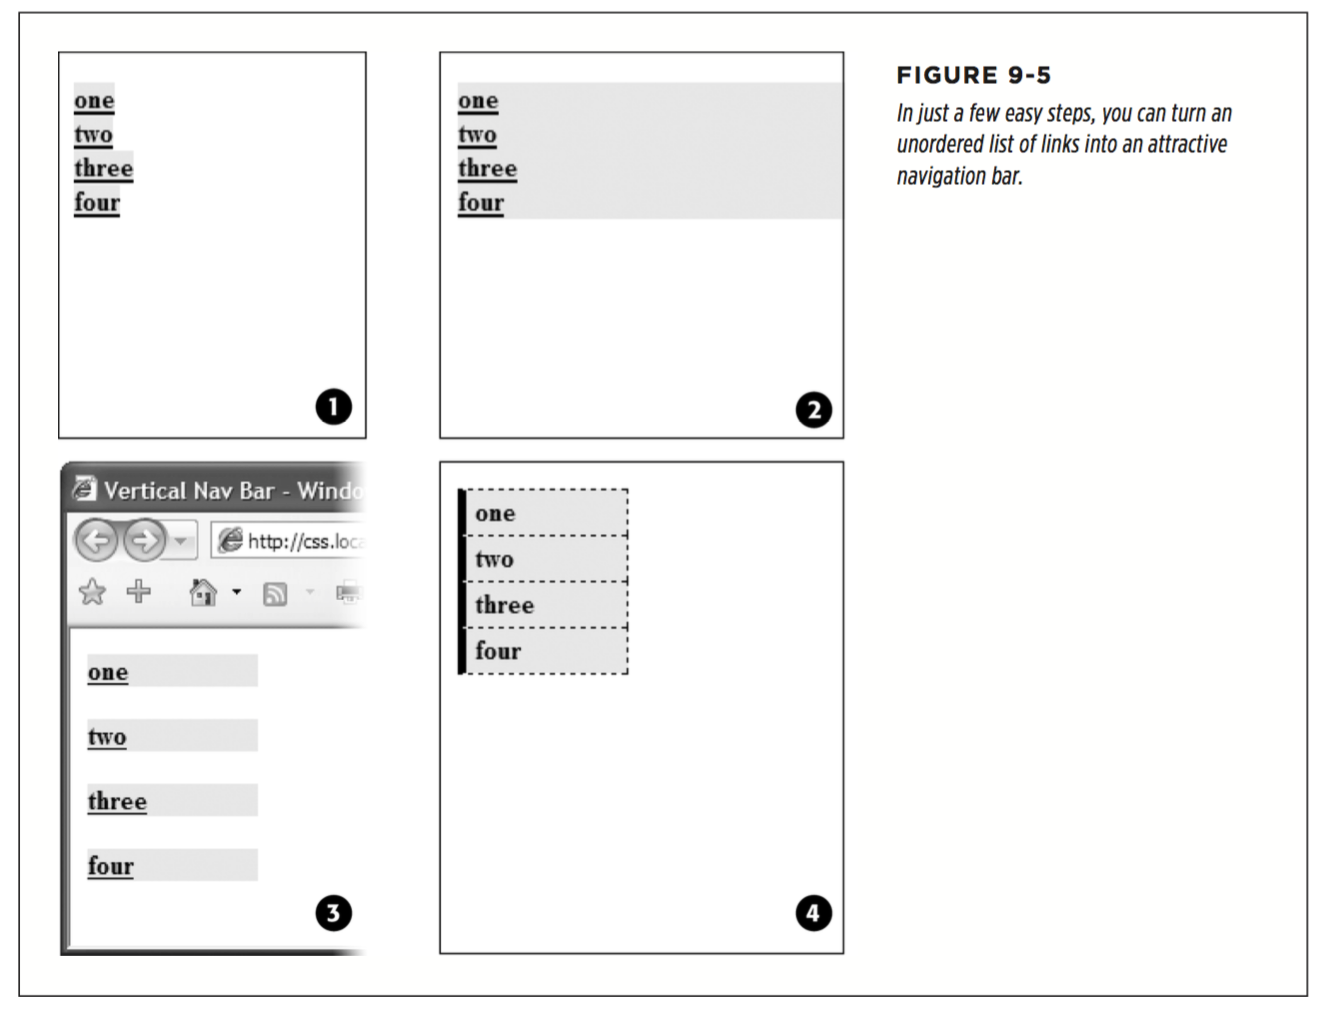 one
two
three
four
1
one
two
three
four
2
FIGURE 9-5
In just a few easy steps, you can turn an
unordered list of links into an attractive
navigation bar.
Vertical Nav Bar - Windo
http://css.loca
one
two
three
four
3
one
two
three
four
4